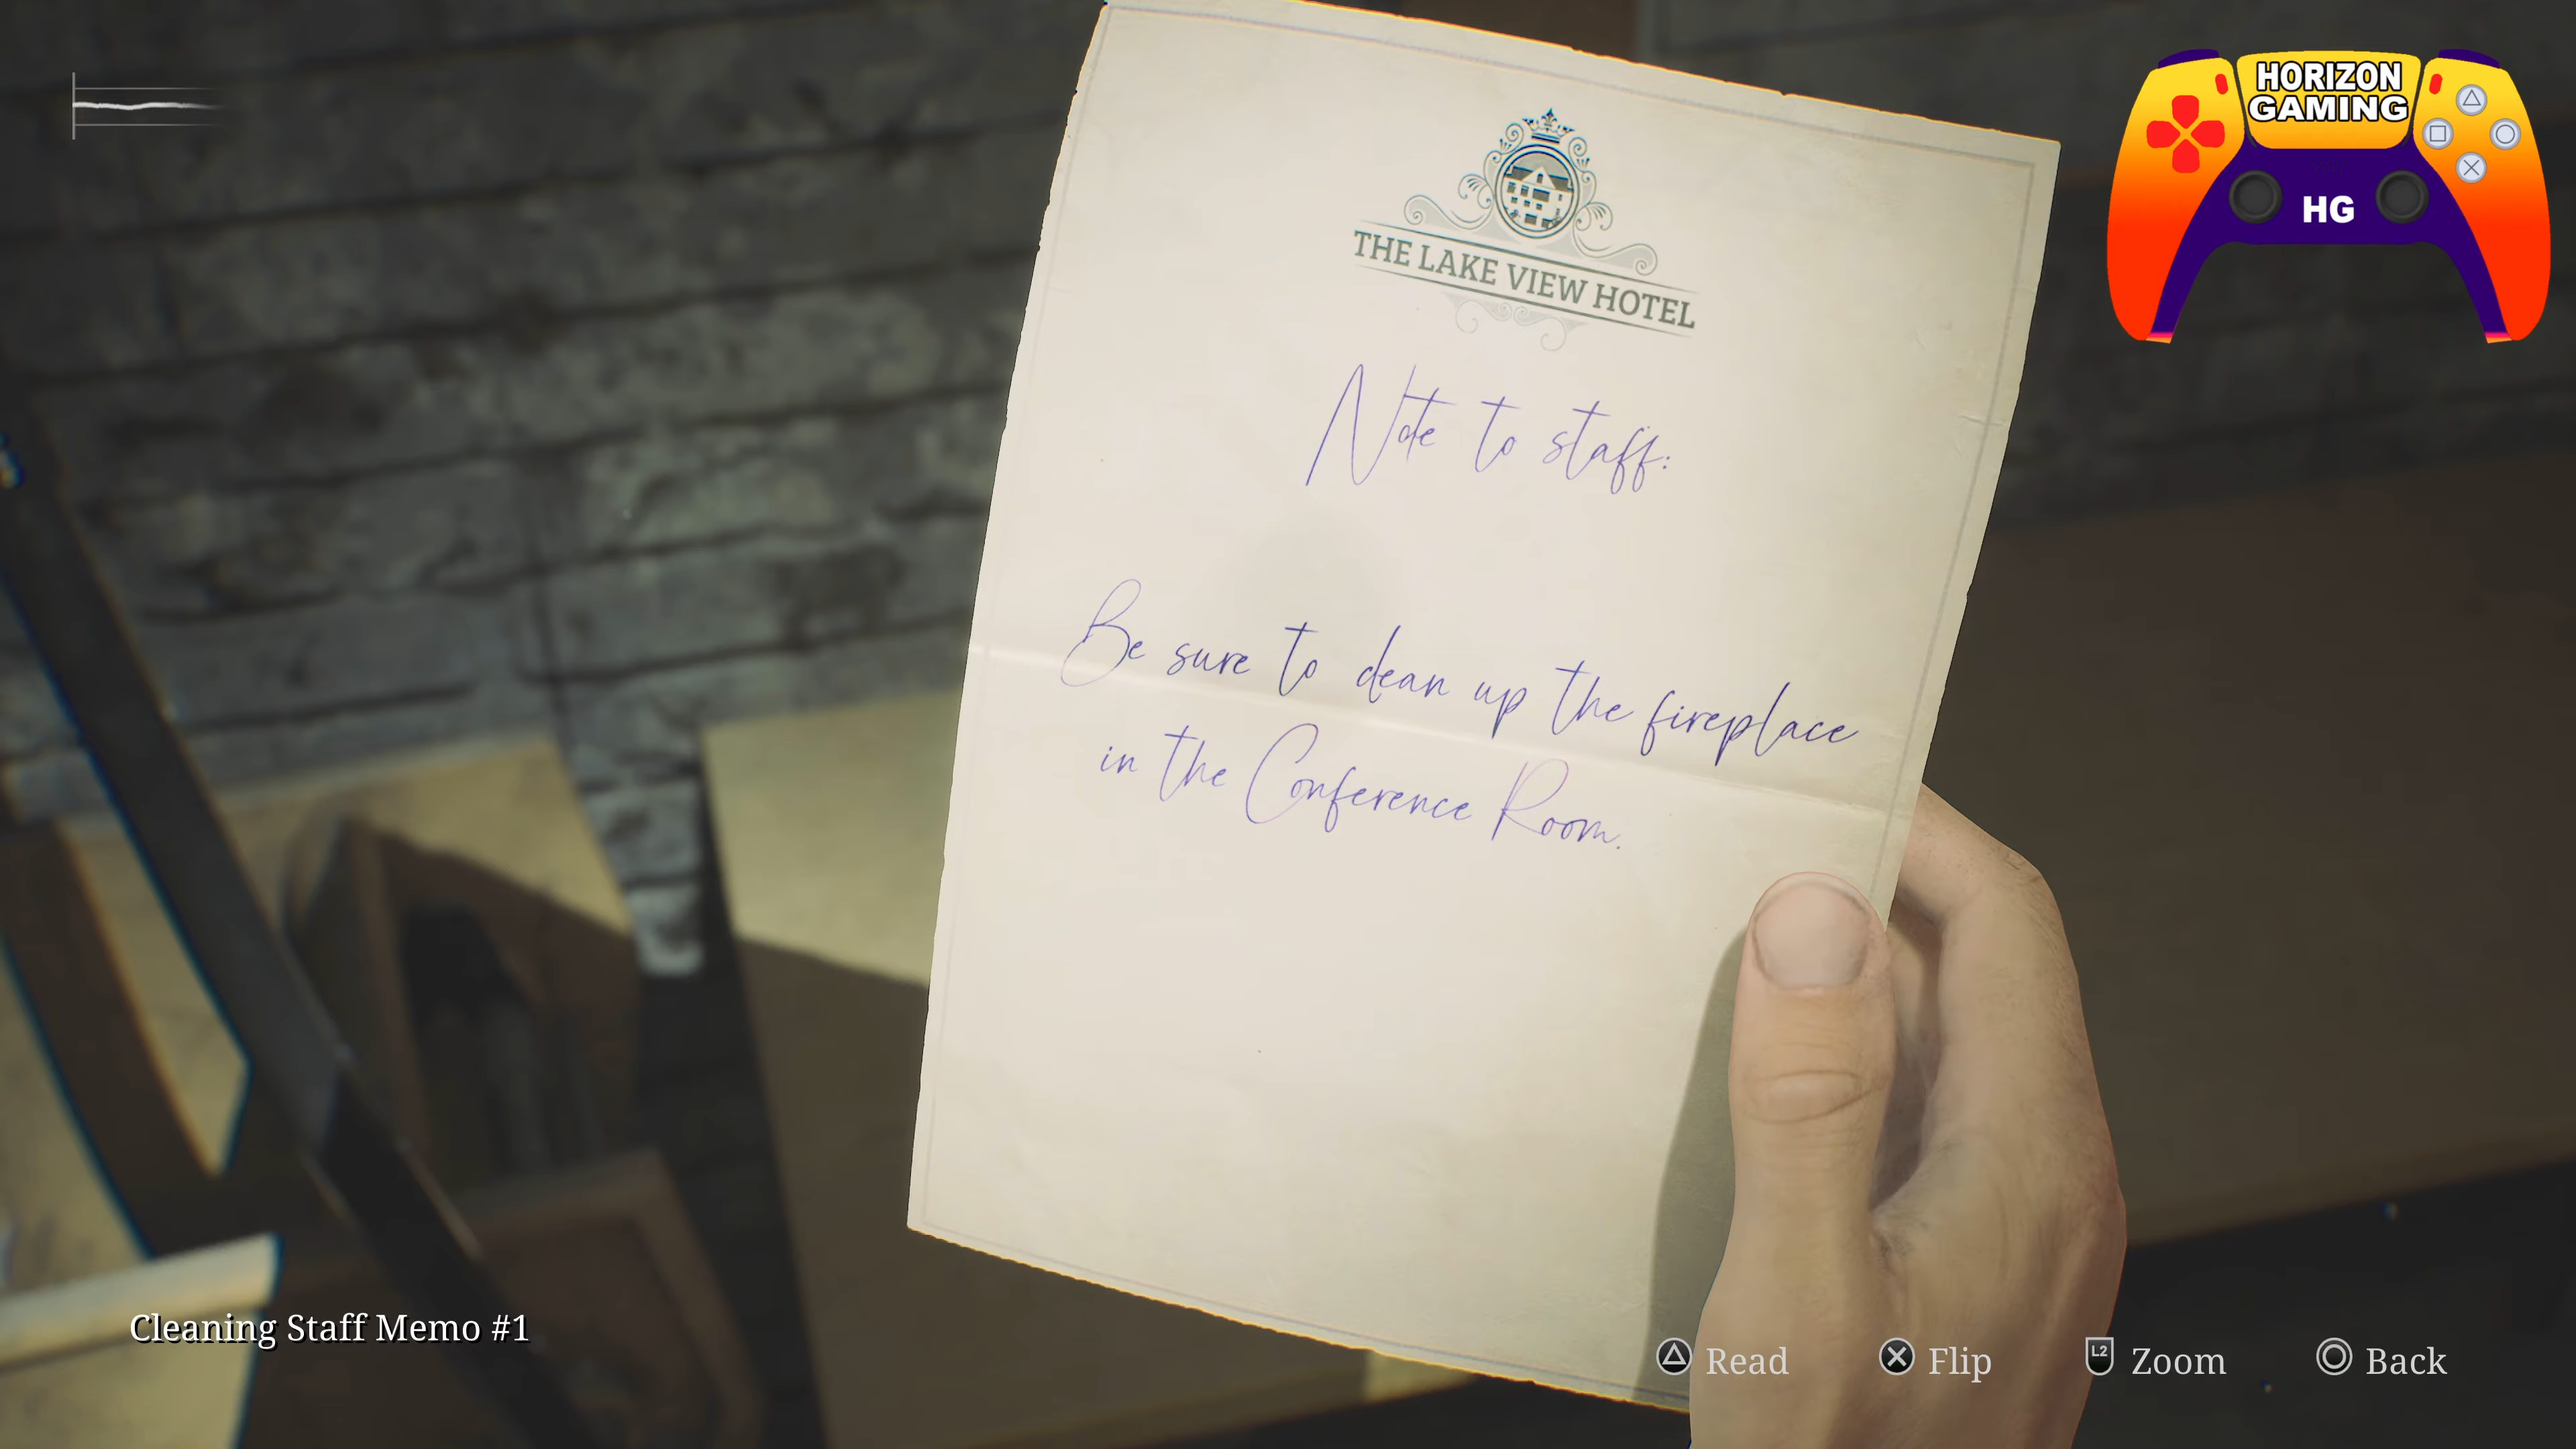 HORIZON
GAMING
HG
THE LAKE VIEW HOTEL
Note to staff:
Be sure to clean up the fireplace
in the Conference Room.
Cleaning Staff Memo #1
Read
Flip
L2 Zoom
Back